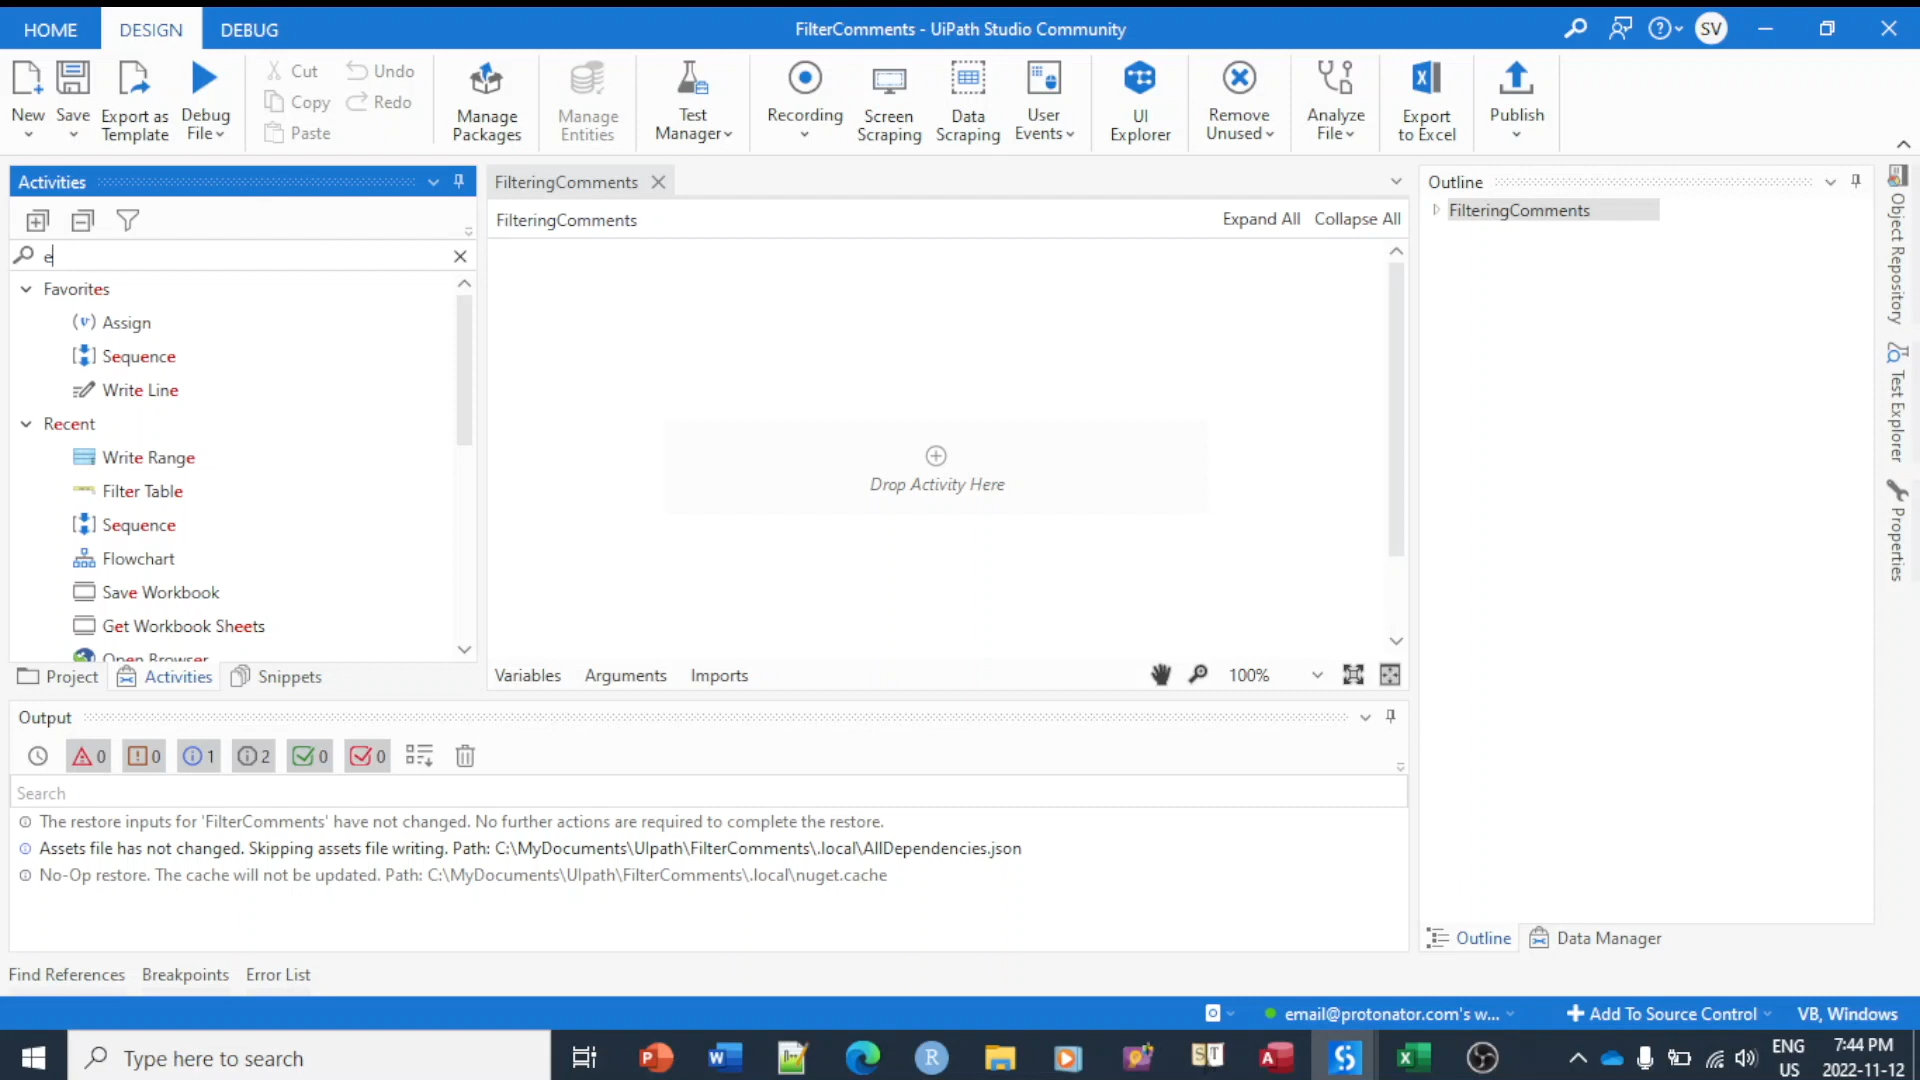 HOME DESIGN DEBUG FilterComments - UiPath Studio Community SV
New Save Export as Template Debug File Cut Copy Paste Undo Redo Manage Packages Manage Entities Test Manager Recording Screen Scraping Data Scraping User Events UI Explorer Remove Unused Analyze File Export to Excel Publish
Activities
e
Favorites
Assign
Sequence
Write Line
Recent
Write Range
Filter Table
Sequence
Flowchart
Save Workbook
Get Workbook Sheets
Open Browser
Project Activities Snippets
FilteringComments
FilteringComments Expand All Collapse All
Drop Activity Here
Variables Arguments Imports 100%
Outline
FilteringComments
Object Repository
Test Explorer
Properties
Outline Data Manager
Output
0 0 1 2 0 0
Search
The restore inputs for 'FilterComments' have not changed. No further actions are required to complete the restore.
Assets file has not changed. Skipping assets file writing. Path: C:\MyDocuments\UIpath\FilterComments\.local\AllDependencies.json
No-Op restore. The cache will not be updated. Path: C:\MyDocuments\UIpath\FilterComments\.local\nuget.cache
Find References Breakpoints Error List
email@protonator.com's w... Add To Source Control VB, Windows
Type here to search
ENG US
7:44 PM
2022-11-12